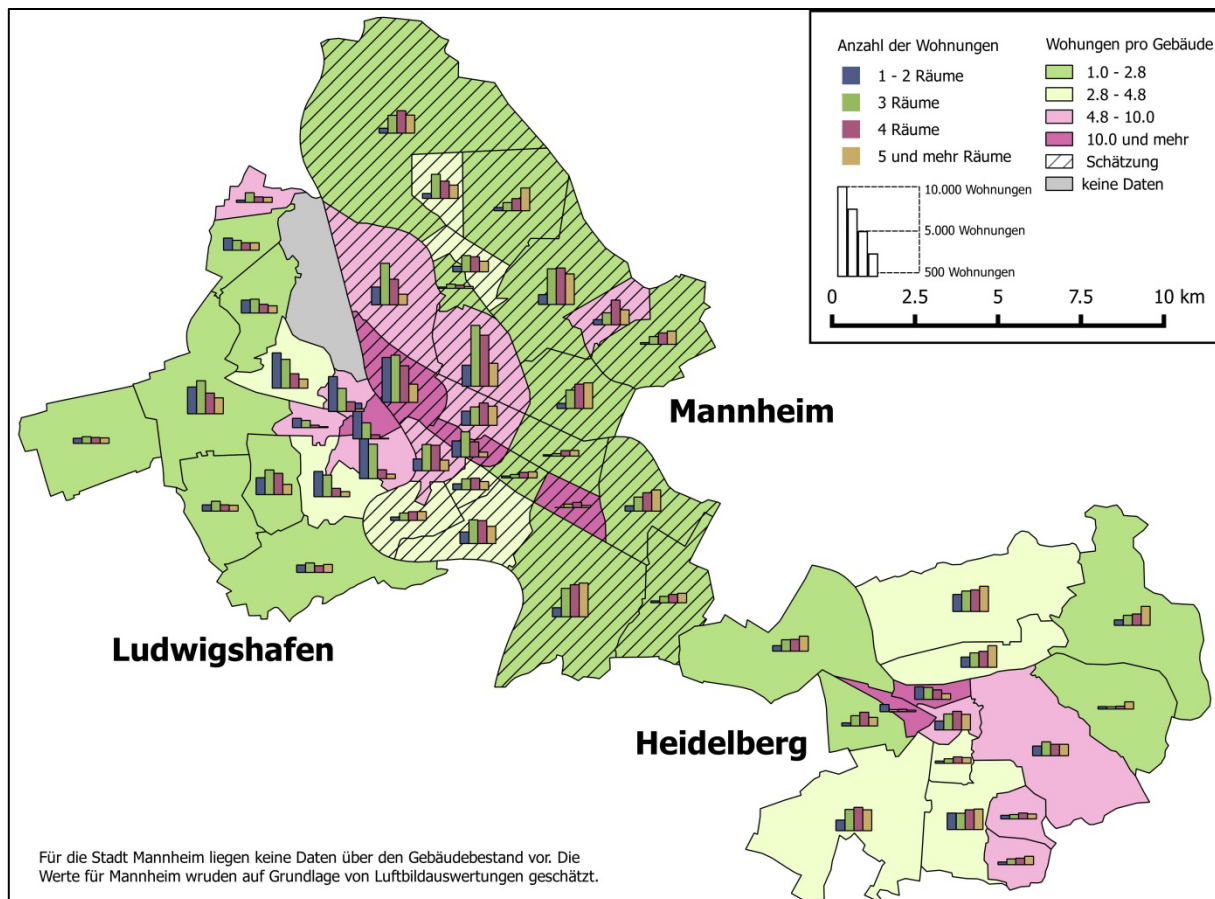 Anzahl der Wohnungen
1 - 2 Räume
3 Räume
4 Räume
5 und mehr Räume
10.000 Wohnungen
5.000 Wohnungen
500 Wohnungen
Wohungen pro Gebäude
1.0 - 2.8
2.8 - 4.8
4.8 - 10.0
10.0 und mehr
Schätzung
keine Daten
0 2.5 5 7.5 10 km
Mannheim
Ludwigshafen
Heidelberg
Für die Stadt Mannheim liegen keine Daten über den Gebäudebestand vor. Die
Werte für Mannheim wruden auf Grundlage von Luftbildauswertungen geschätzt.